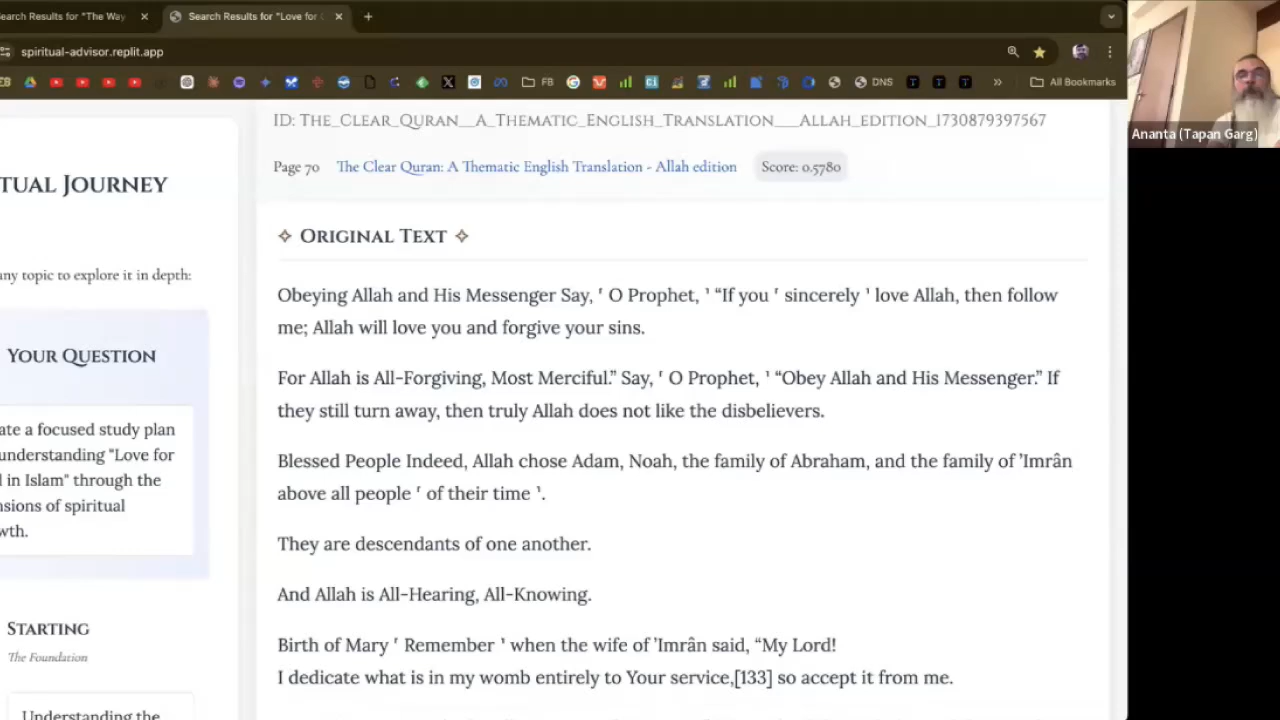 earch Results for "The Way
Search Results for "Love for G
spiritual-advisor.replit.app
FB
DNS
All Bookmarks
Ananta (Tapan Garg)
TUAL JOURNEY
any topic to explore it in depth:
YOUR QUESTION
ate a focused study plan
understanding "Love for
l in Islam" through the
nsions of spiritual
wth.
STARTING
The Foundation
Understanding the
ID: THE_CLEAR_QURAN__A_THEMATIC_ENGLISH_TRANSLATION___ALLAH_EDITION_1730879397567
Page 70 The Clear Quran: A Thematic English Translation - Allah edition Score: 0.5780
✧ ORIGINAL TEXT ✧
Obeying Allah and His Messenger Say, ˹ O Prophet, ˺ “If you ˹ sincerely ˺ love Allah, then follow
me; Allah will love you and forgive your sins.
For Allah is All-Forgiving, Most Merciful.” Say, ˹ O Prophet, ˺ “Obey Allah and His Messenger.” If
they still turn away, then truly Allah does not like the disbelievers.
Blessed People Indeed, Allah chose Adam, Noah, the family of Abraham, and the family of ’Imrân
above all people ˹ of their time ˺.
They are descendants of one another.
And Allah is All-Hearing, All-Knowing.
Birth of Mary ˹ Remember ˺ when the wife of ’Imrân said, “My Lord!
I dedicate what is in my womb entirely to Your service,[133] so accept it from me.